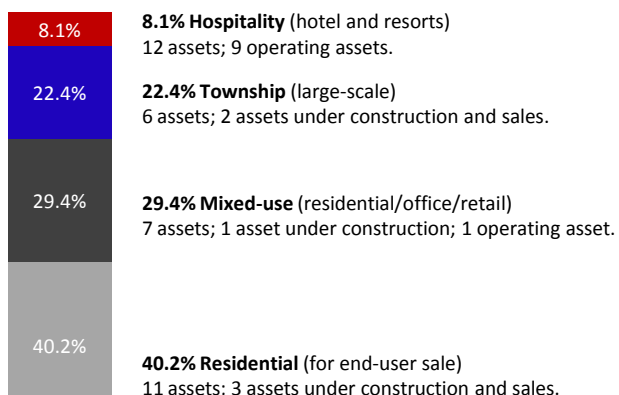 8.1%
8.1% Hospitality (hotel and resorts)
12 assets; 9 operating assets.
22.4%
22.4% Township (large-scale)
6 assets; 2 assets under construction and sales.
29.4%
29.4% Mixed-use (residential/office/retail)
7 assets; 1 asset under construction; 1 operating asset.
40.2%
40.2% Residential (for end-user sale)
11 assets; 3 assets under construction and sales.